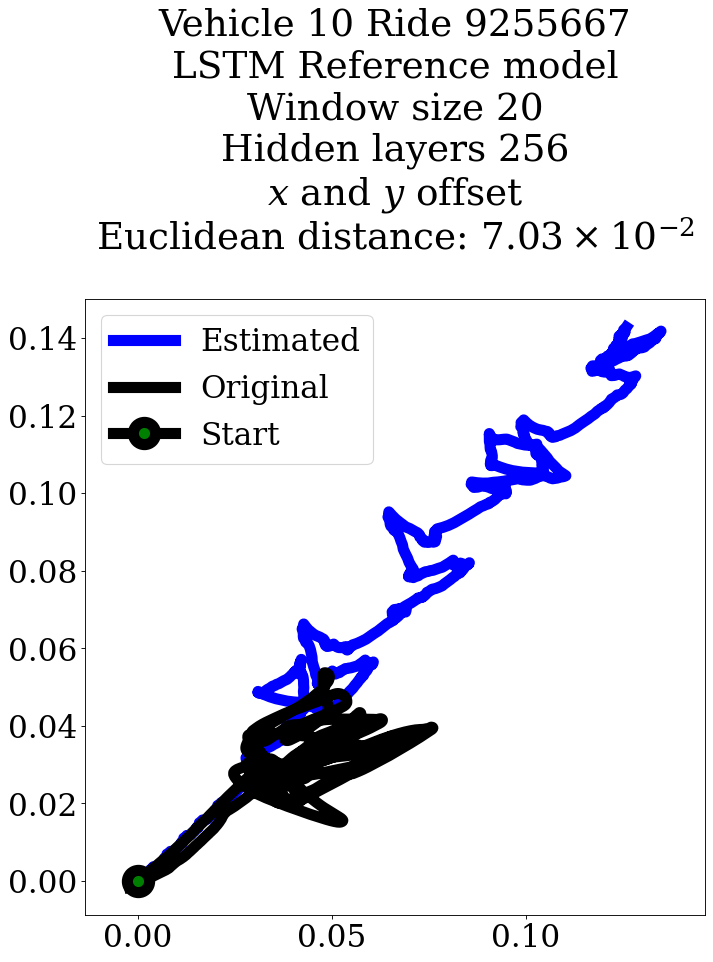 Vehicle 10 Ride 9255667
LSTM Reference model
Window size 20
Hidden layers 256
x and y offset
Euclidean distance: 7.03 × 10⁻²
Estimated
Original
Start
0.14
0.12
0.10
0.08
0.06
0.04
0.02
0.00
0.00 0.05 0.10